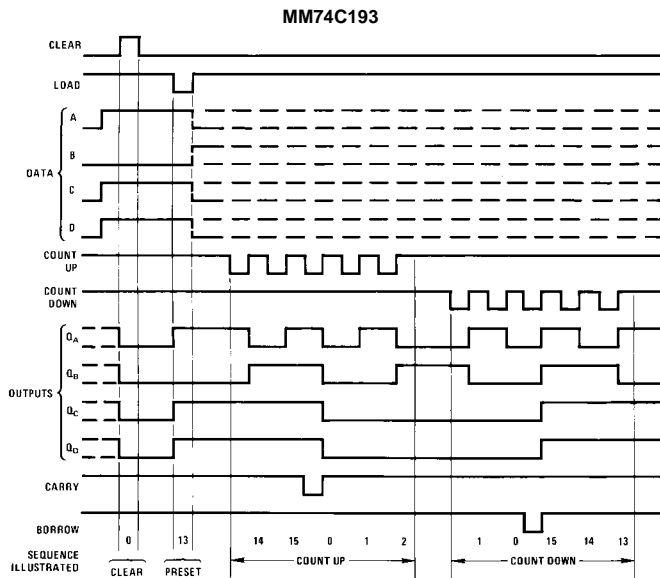 MM74C193
CLEAR
LOAD
A
B
DATA
C
D
COUNT
UP
COUNT
DOWN
QA
QB
OUTPUTS
QC
QD
CARRY
BORROW
0 13 14 15 0 1 2 1 0 15 14 13
SEQUENCE
ILLUSTRATED
CLEAR PRESET COUNT UP COUNT DOWN